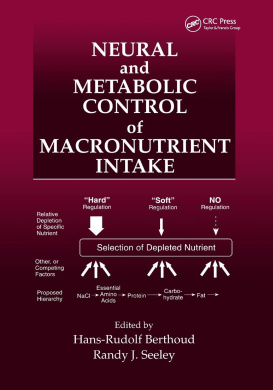 CRC Press
Taylor & Francis Group
NEURAL
and
METABOLIC
CONTROL
of
MACRONUTRIENT
INTAKE
"Hard" Regulation
"Soft" Regulation
NO Regulation
Relative Depletion of Specific Nutrient
Selection of Depleted Nutrient
Other, or Competing Factors
Proposed Hierarchy
NaCl Essential Amino Acids Protein Carbo-hydrate Fat
Edited by
Hans-Rudolf Berthoud
Randy J. Seeley